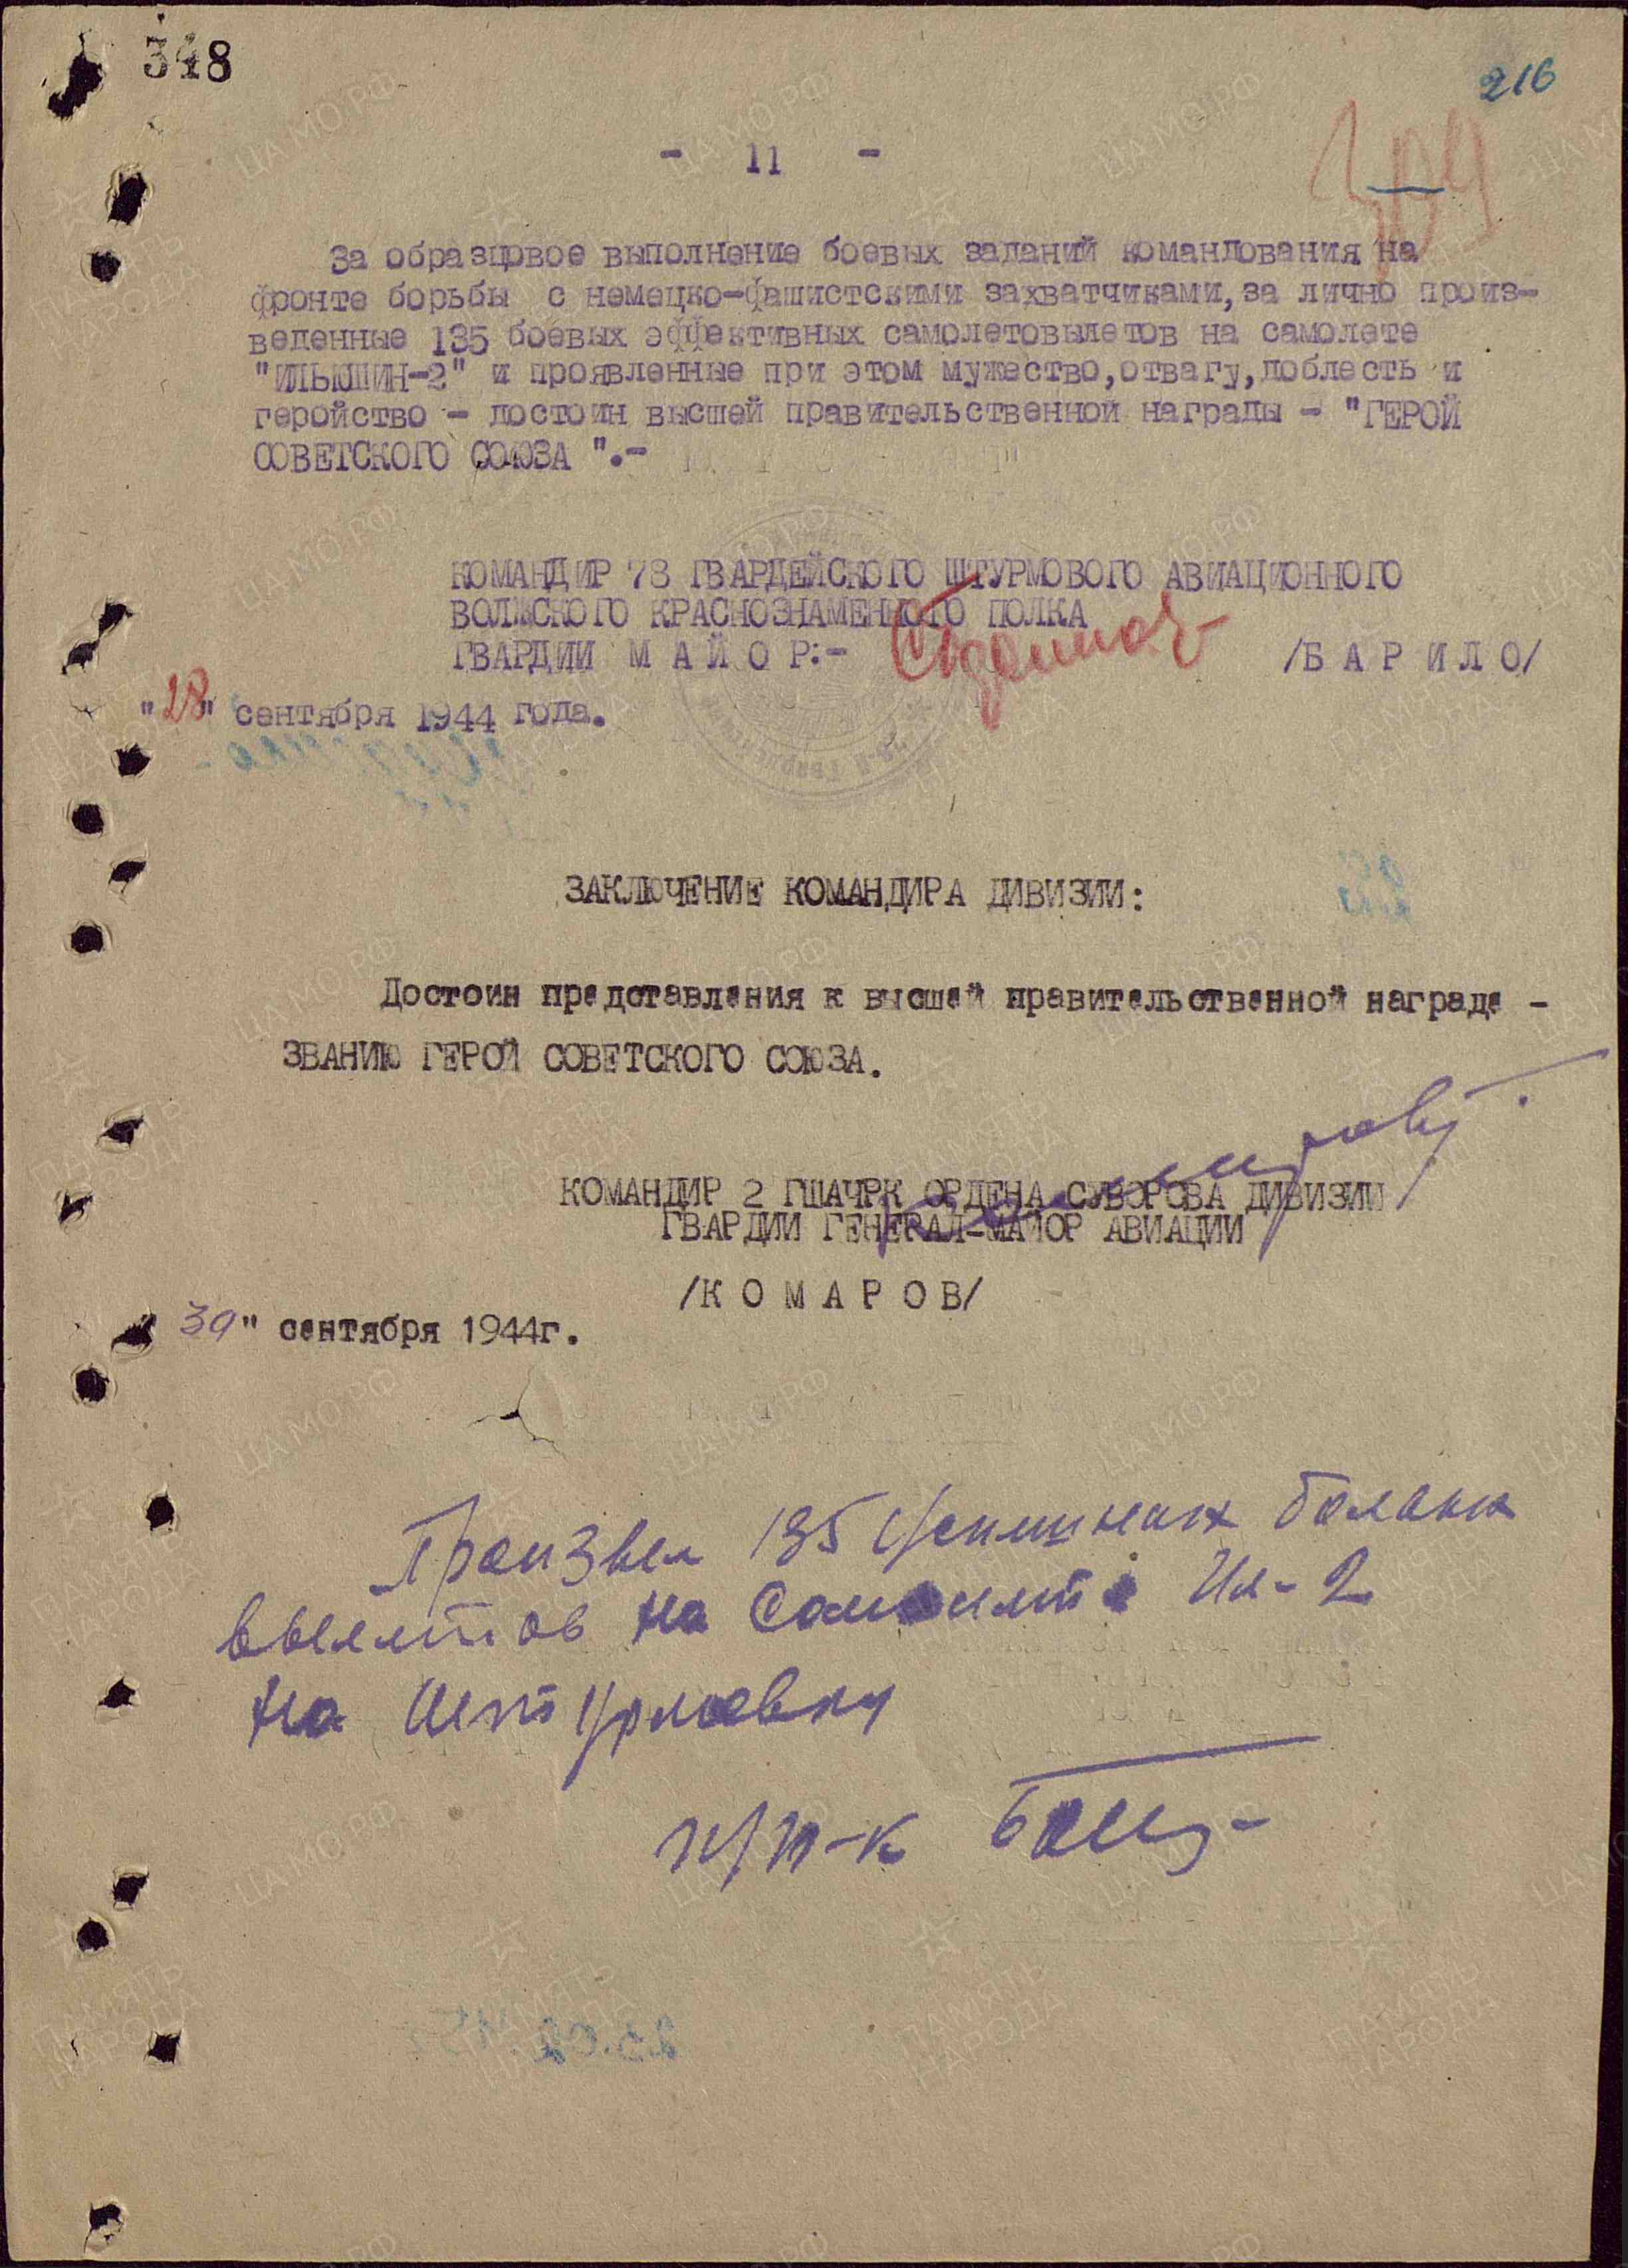 348
216
309
- 11 -
За образцовое выполнение боевых заданий командования на
фронте борьбы с немецко-фашистскими захватчиками, за лично произ-
веденные 135 боевых эффективных самолетовылетов на самолете
"ИЛЬЮШИН-2" и проявленные при этом мужество, отвагу, доблесть и
геройство - достоин высшей правительственной награды - "ГЕРОЙ
СОВЕТСКОГО СОЮЗА ".-
КОМАНДИР 78 ГВАРДЕЙСКОГО ШТУРМОВОГО АВИАЦИОННОГО
ВОЛЖСКОГО КРАСНОЗНАМЕННОГО ПОЛКА
ГВАРДИИ М А Й О Р:- /Б А Р И Л О/
"28" сентября 1944 года.
ЗАКЛЮЧЕНИЕ КОМАНДИРА ДИВИЗИИ:
Достоин представления к высшей правительственной награде -
ЗВАНИЮ ГЕРОЙ СОВЕТСКОГО СОЮЗА.
КОМАНДИР 2 ГШАЧРК ОРДЕНА СУВОРОВА ДИВИЗИИ
ГВАРДИИ ГЕНЕРАЛ-МАЙОР АВИАЦИИ
/К О М А Р О В/
30" сентября 1944г.
Произвел 135 успешных боевых
вылетов на самолете Ил-2
на штурмовку
п/п-к